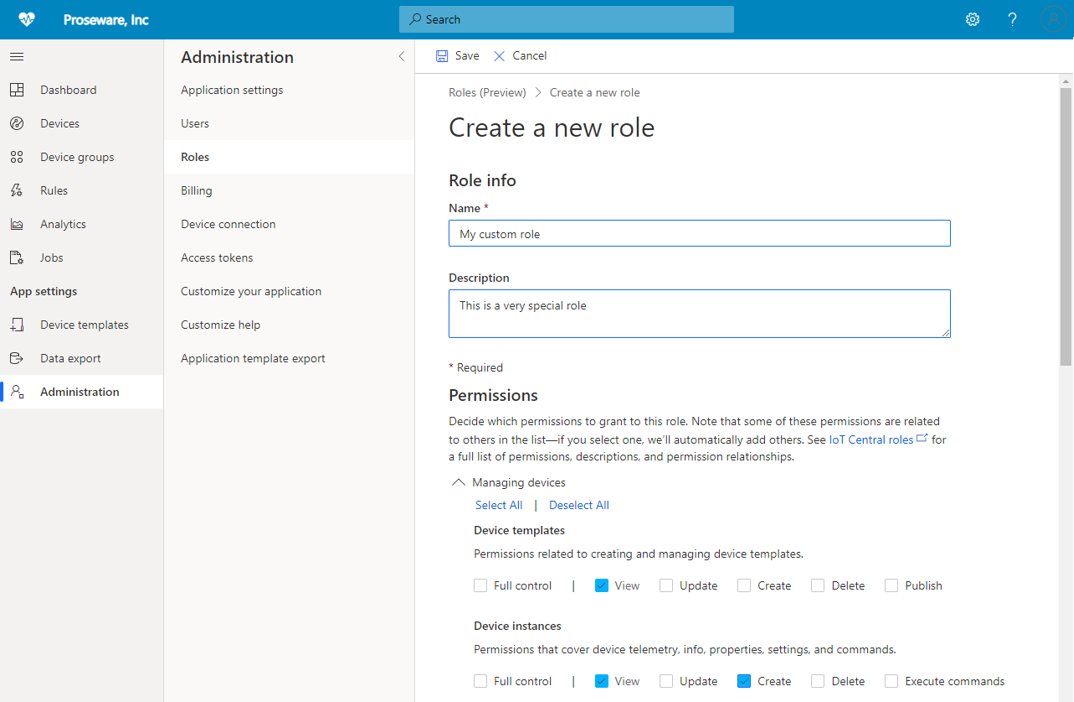 Proseware, Inc
Search
Dashboard
Devices
Device groups
Rules
Analytics
Jobs
App settings
Device templates
Data export
Administration
Administration
Application settings
Users
Roles
Billing
Device connection
Access tokens
Customize your application
Customize help
Application template export
Save Cancel
Roles (Preview) > Create a new role
Create a new role
Role info
Name *
My custom role
Description
This is a very special role
* Required
Permissions
Decide which permissions to grant to this role. Note that some of these permissions are related
to others in the list—if you select one, we'll automatically add others. See IoT Central roles for
a full list of permissions, descriptions, and permission relationships.
Managing devices
Select All | Deselect All
Device templates
Permissions related to creating and managing device templates.
Full control | View Update Create Delete Publish
Device instances
Permissions that cover device telemetry, info, properties, settings, and commands.
Full control | View Update Create Delete Execute commands